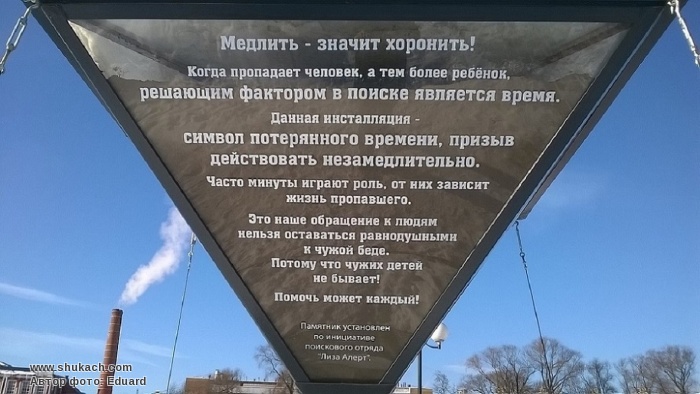 Медлить - значит хоронить!
Когда пропадает человек, а тем более ребёнок,
решающим фактором в поиске является время.
Данная инсталляция -
символ потерянного времени, призыв
действовать незамедлительно.
Часто минуты играют роль, от них зависит
жизнь пропавшего.
Это наше обращение к людям
нельзя оставаться равнодушными
к чужой беде.
Потому что чужих детей
не бывает!
Помочь может каждый!
Памятник установлен
по инициативе
поискового отряда
"Лиза Алерт".
www.shukach.com
Автор фото- Eduard